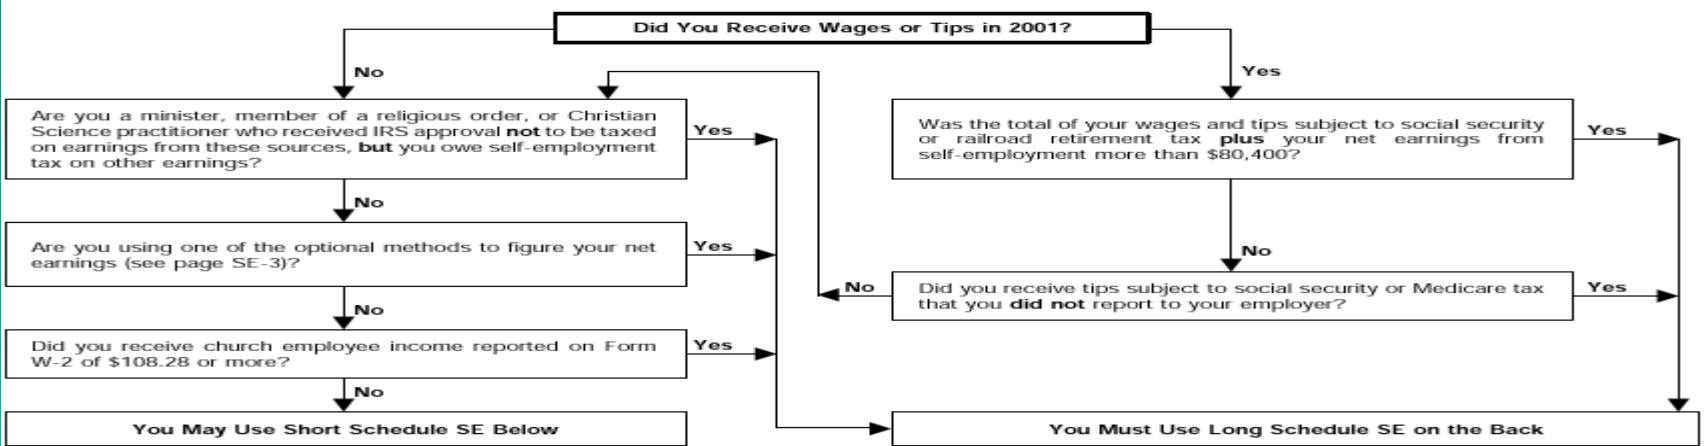 Did You Receive Wages or Tips in 2001?
No
Yes
Are you a minister, member of a religious order, or Christian
Science practitioner who received IRS approval not to be taxed
on earnings from these sources, but you owe self-employment
tax on other earnings?
Yes
Was the total of your wages and tips subject to social security
or railroad retirement tax plus your net earnings from
self-employment more than $80,400?
Yes
No
Are you using one of the optional methods to figure your net
earnings (see page SE-3)?
Yes
No
No
Did you receive tips subject to social security or Medicare tax
that you did not report to your employer?
Yes
No
Did you receive church employee income reported on Form
W-2 of $108.28 or more?
Yes
No
You May Use Short Schedule SE Below
You Must Use Long Schedule SE on the Back